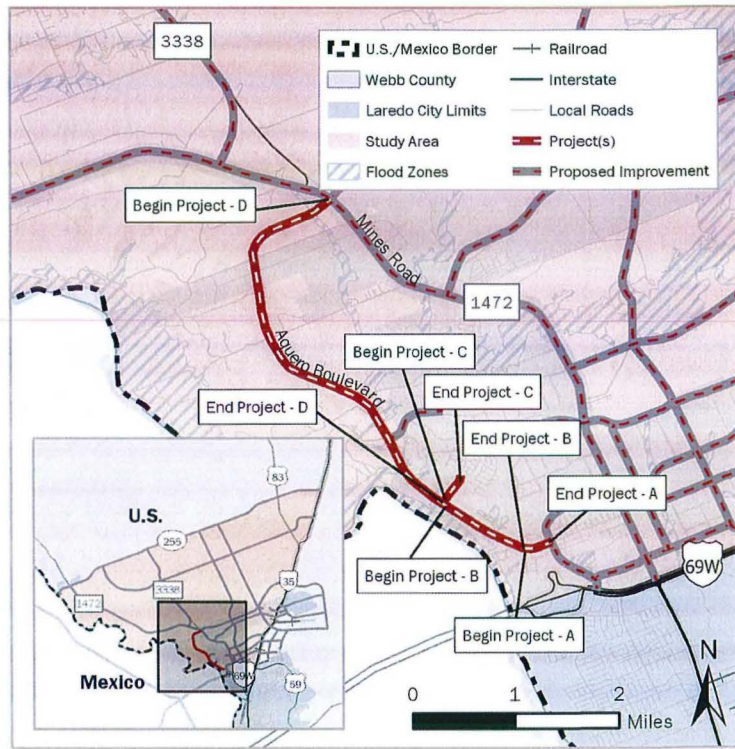 3338
U.S./Mexico Border
Webb County
Laredo City Limits
Study Area
Flood Zones
Railroad
Interstate
Local Roads
Project(s)
Proposed Improvement
Begin Project - D
Mines Road
1472
Aguero Boulevard
Begin Project - C
End Project - C
End Project - D
End Project - B
End Project - A
Begin Project - B
Begin Project - A
69W
N
0 1 2
Miles
83
U.S.
255
35
3338
1472
Mexico
69W
59